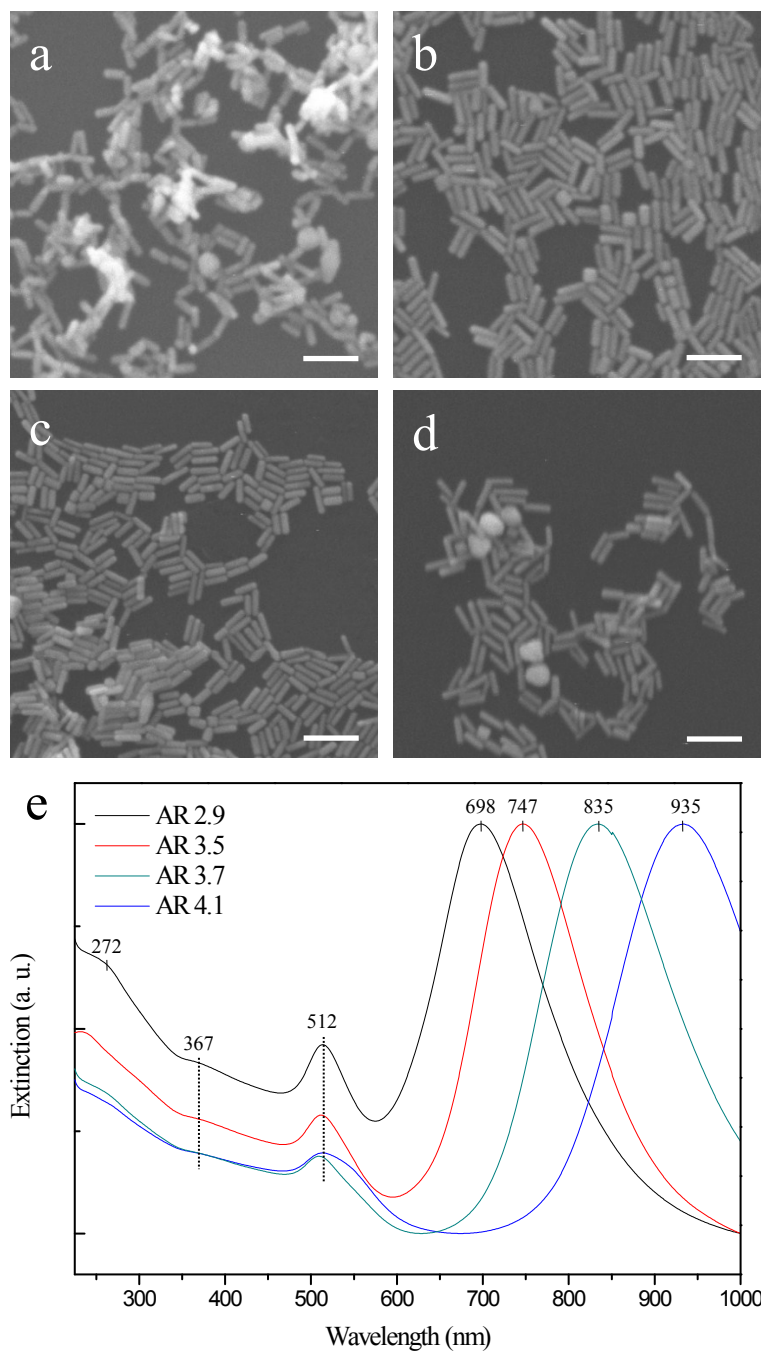 a
b
c
d
e
AR 2.9
AR 3.5
AR 3.7
AR 4.1
698 747 835 935
272
367
512
Extinction (a. u.)
300 400 500 600 700 800 900 1000
Wavelength (nm)